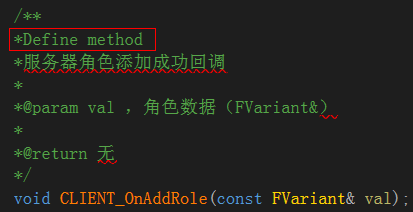 /**
*Define method
*服务器角色添加成功回调
*
*@param val ，角色数据（FVariant&）
*
*@return 无
*/
void CLIENT_OnAddRole(const FVariant& val);